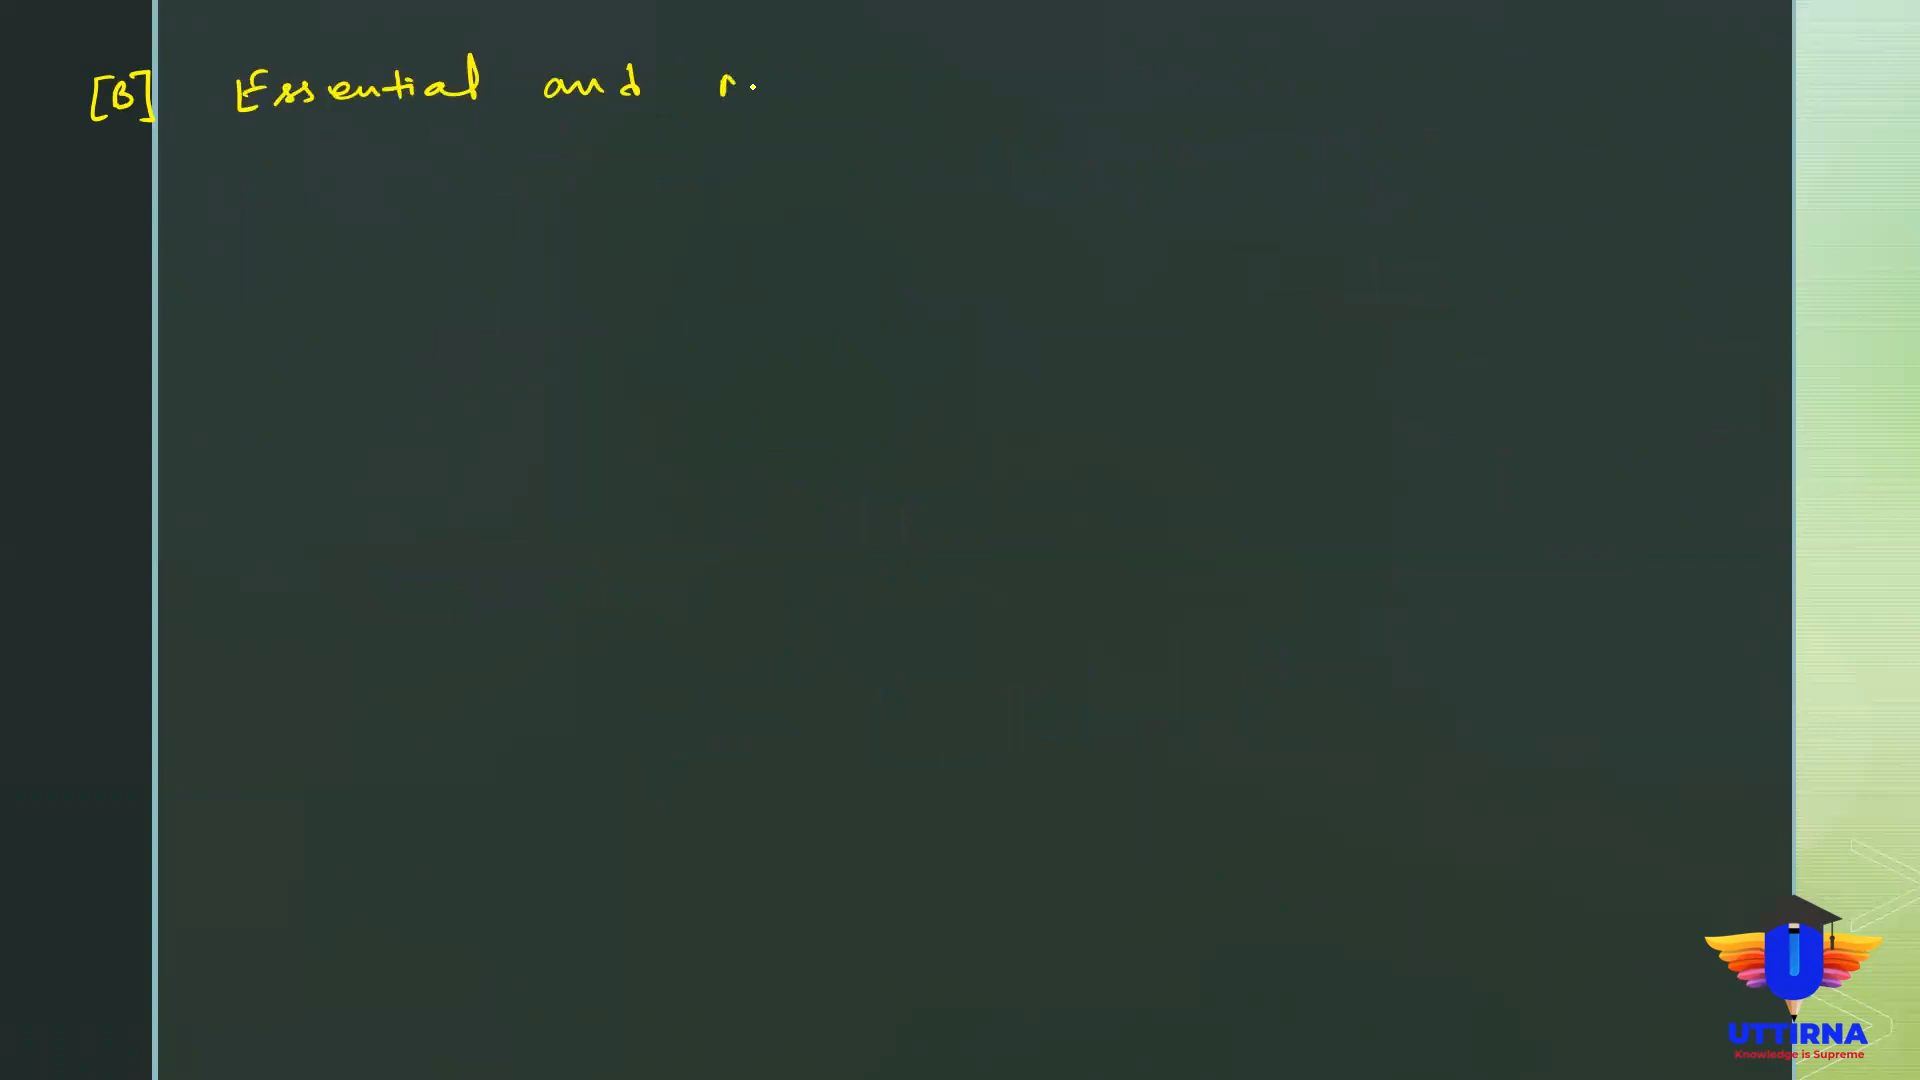 [B] Essential and r
UTTIRNA
Knowledge is Supreme